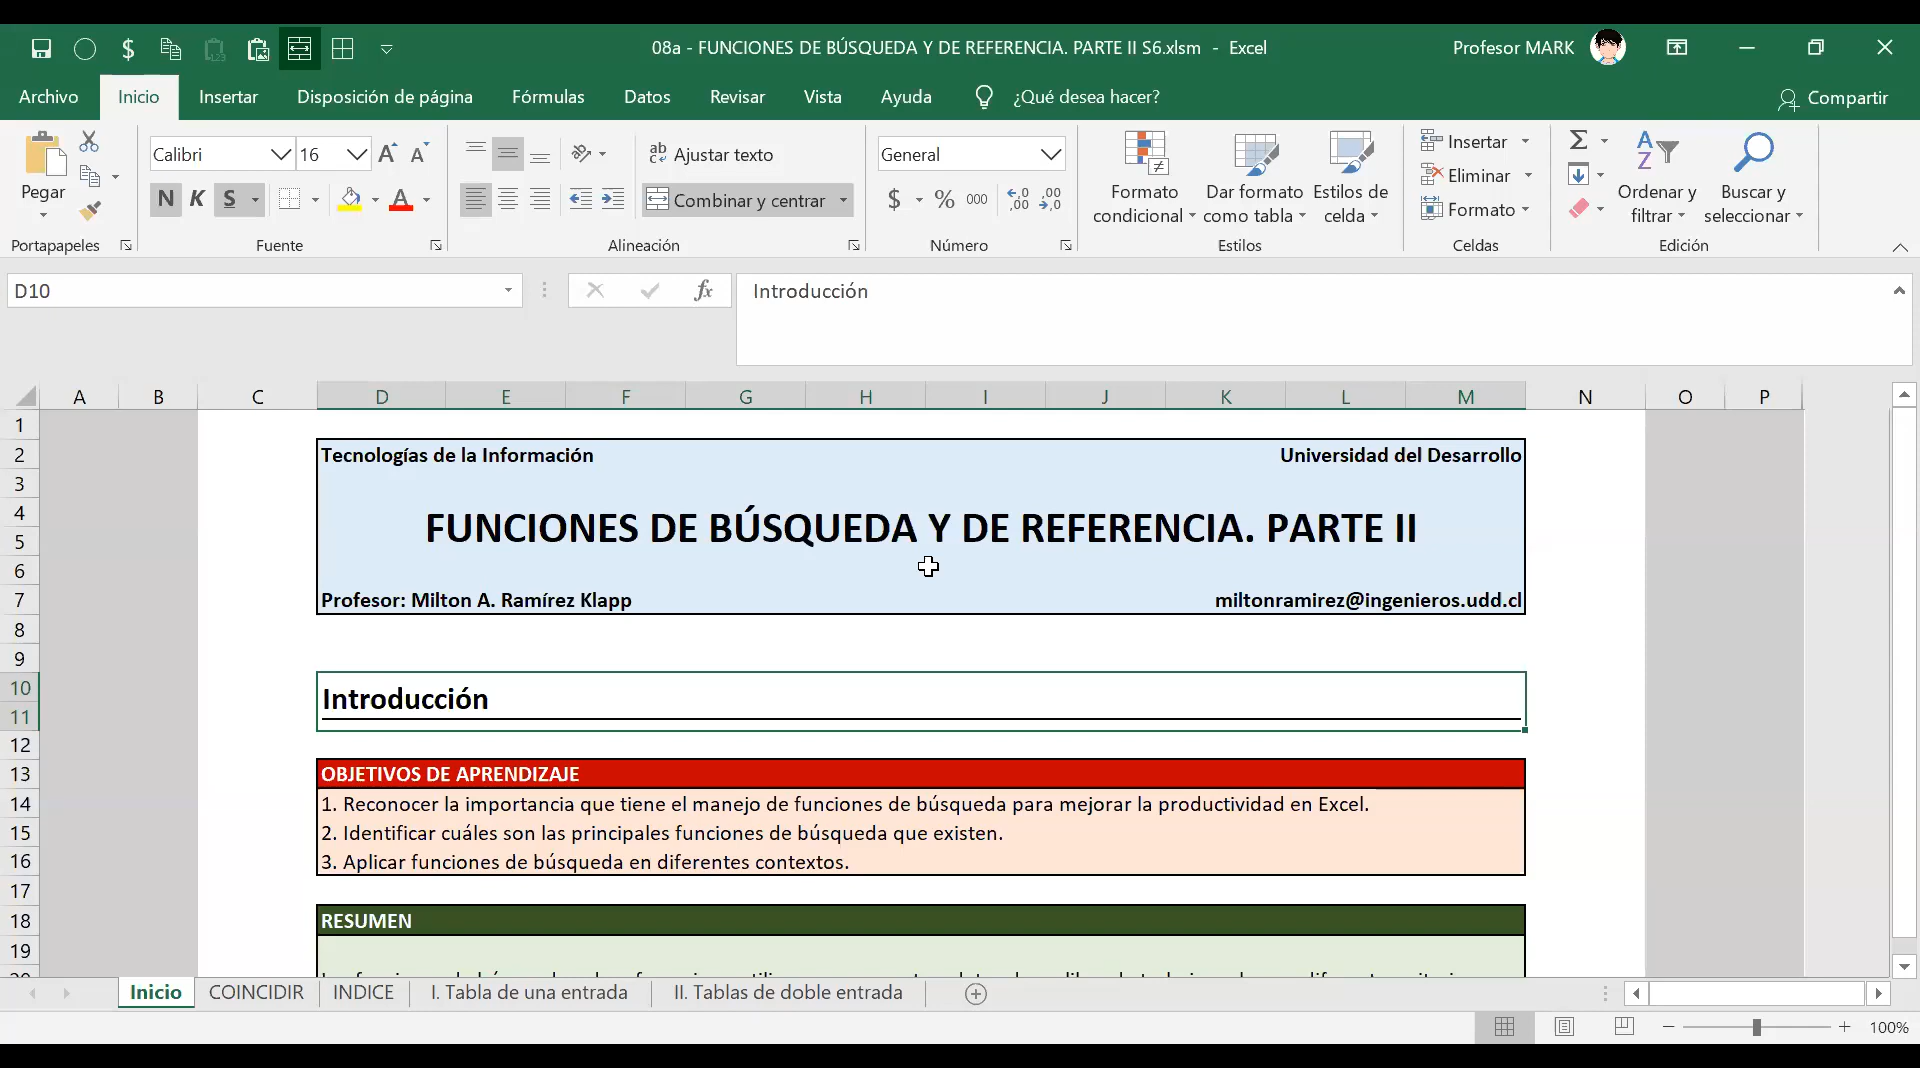 08a - FUNCIONES DE BÚSQUEDA Y DE REFERENCIA. PARTE II S6.xlsm - Excel
Profesor MARK
Archivo
Inicio
Insertar
Disposición de página
Fórmulas
Datos
Revisar
Vista
Ayuda
¿Qué desea hacer?
Compartir
Pegar
Portapapeles
Calibri
16
N K S
Fuente
Ajustar texto
Combinar y centrar
Alineación
General
$ % 000
Número
Formato condicional
Dar formato como tabla
Estilos de celda
Estilos
Insertar
Eliminar
Formato
Celdas
Ordenar y filtrar
Buscar y seleccionar
Edición
D10
fx
Introducción
A B C D E F G H I J K L M N O P
1
2 Tecnologías de la Información Universidad del Desarrollo
3
4
FUNCIONES DE BÚSQUEDA Y DE REFERENCIA. PARTE II
5
6
7 Profesor: Milton A. Ramírez Klapp miltonramirez@ingenieros.udd.cl
8
9
10
Introducción
11
12
13 OBJETIVOS DE APRENDIZAJE
14 1. Reconocer la importancia que tiene el manejo de funciones de búsqueda para mejorar la productividad en Excel.
15 2. Identificar cuáles son las principales funciones de búsqueda que existen.
16 3. Aplicar funciones de búsqueda en diferentes contextos.
17
18 RESUMEN
19
Inicio
COINCIDIR
INDICE
I. Tabla de una entrada
II. Tablas de doble entrada
100%